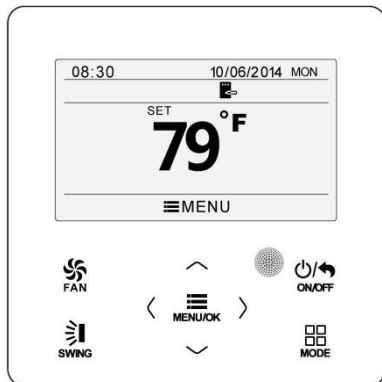 08:30 10/06/2014 MON
SET
79°F
MENU
FAN
ON/OFF
MENU/OK
SWING
MODE